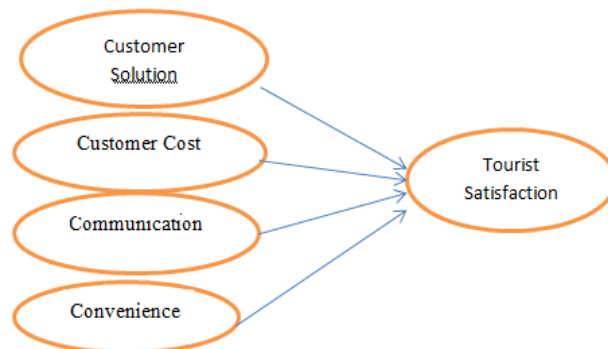 Customer
Solution
Customer Cost
Communication
Convenience
Tourist
Satisfaction